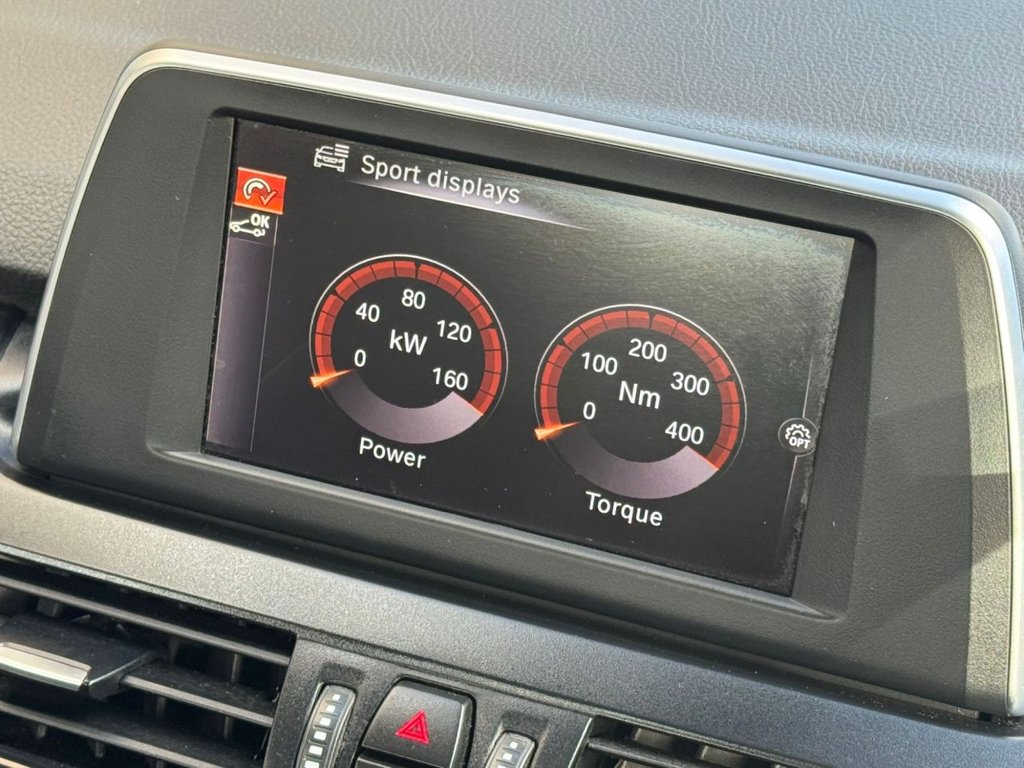 Sport displays
OK
0
40
80
120
160
kW
Power
0
100
200
300
400
Nm
Torque
OPT